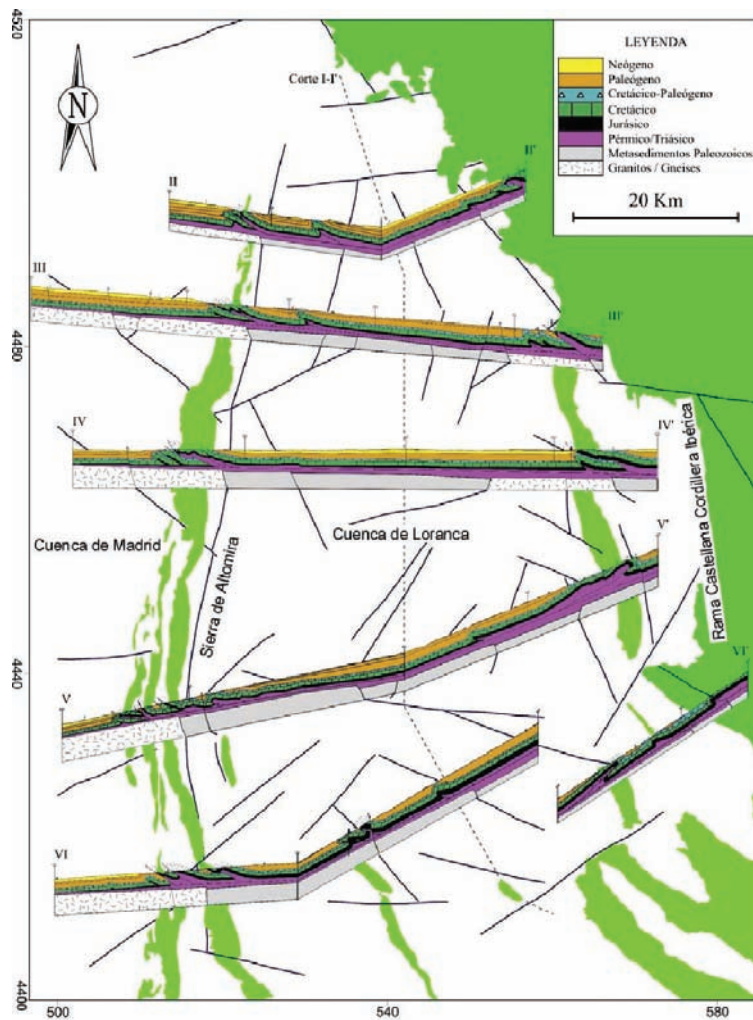 4520
Corte I-I'
N
LEYENDA
Neógeno
Paleógeno
Cretácico-Paleógeno
Cretácico
Jurásico
Pérmico/Triásico
Metasedimentos Paleozoicos
Granitos / Gneises
20 Km
II
II'
III
III'
4480
IV
IV'
Cuenca de Madrid
Sierra de Altomira
Cuenca de Loranca
Rama Castellana Cordillera Ibérica
V'
4440
V
VI'
VI
4400
500
540
580